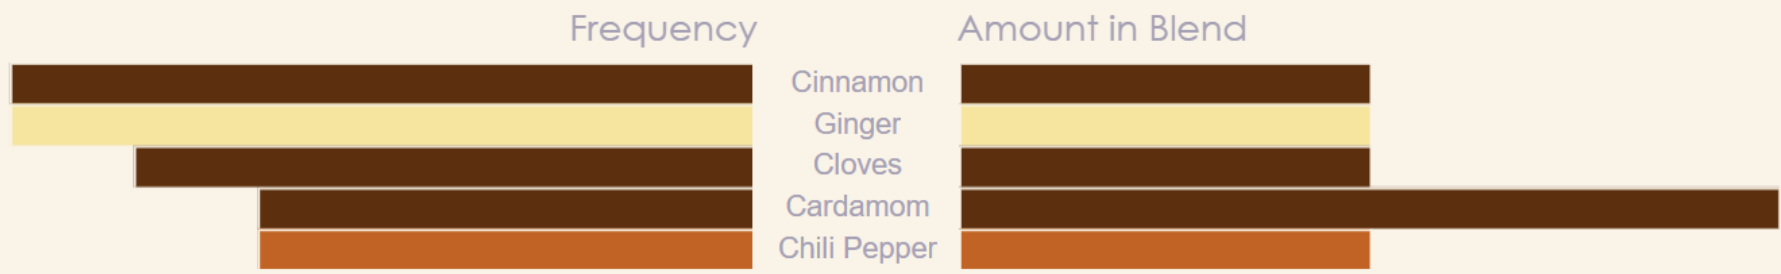 Frequency
Amount in Blend
Cinnamon
Ginger
Cloves
Cardamom
Chili Pepper